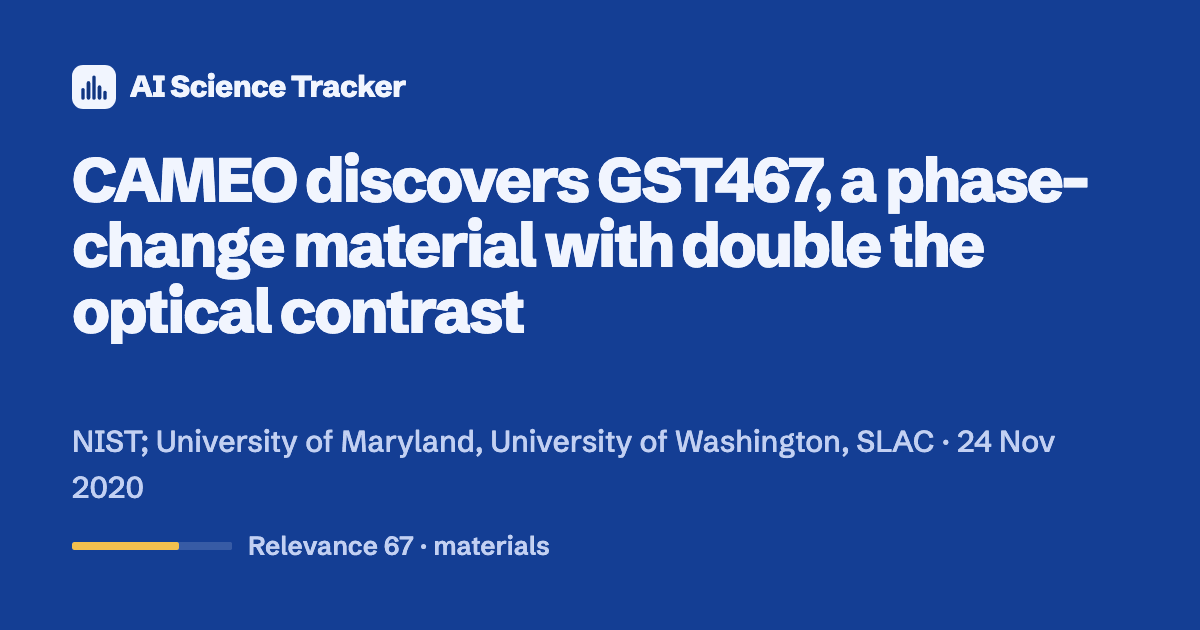 AI Science Tracker
CAMEO discovers GST467, a phase-
change material with double the
optical contrast
NIST; University of Maryland, University of Washington, SLAC · 24 Nov
2020
Relevance 67 · materials